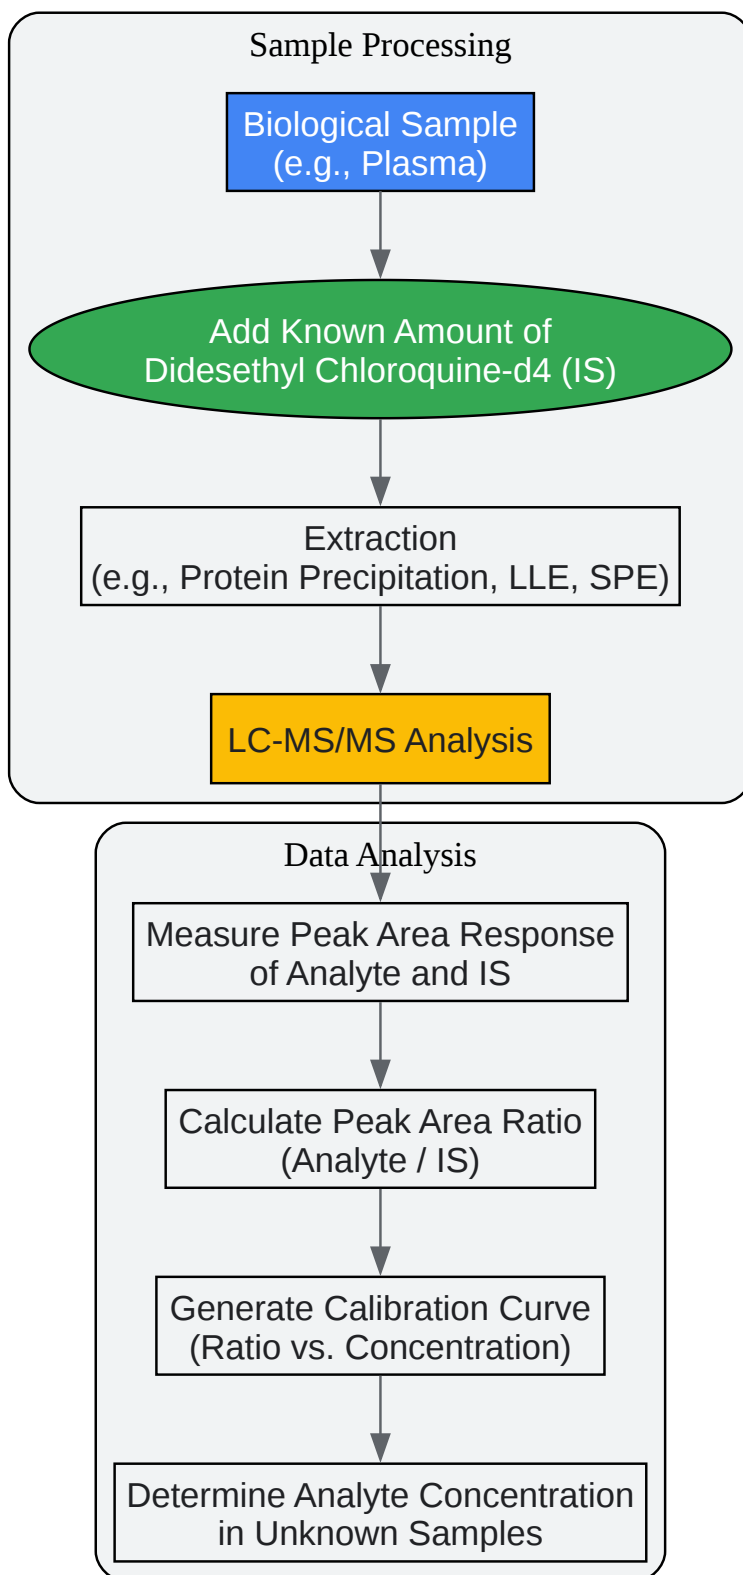 Sample Processing
Biological Sample
(e.g., Plasma)
Add Known Amount of
Didesethyl Chloroquine-d4 (IS)
Extraction
(e.g., Protein Precipitation, LLE, SPE)
LC-MS/MS Analysis
Data Analysis
Measure Peak Area Response
of Analyte and IS
Calculate Peak Area Ratio
(Analyte / IS)
Generate Calibration Curve
(Ratio vs. Concentration)
Determine Analyte Concentration
in Unknown Samples